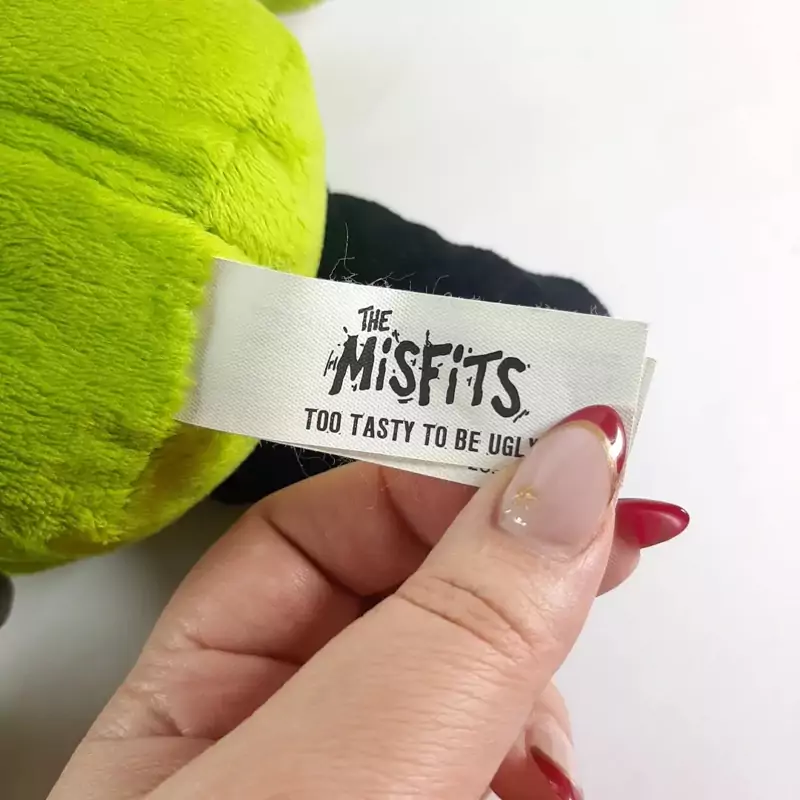 THE
MiSFiTS
TOO TASTY TO BE UGLY